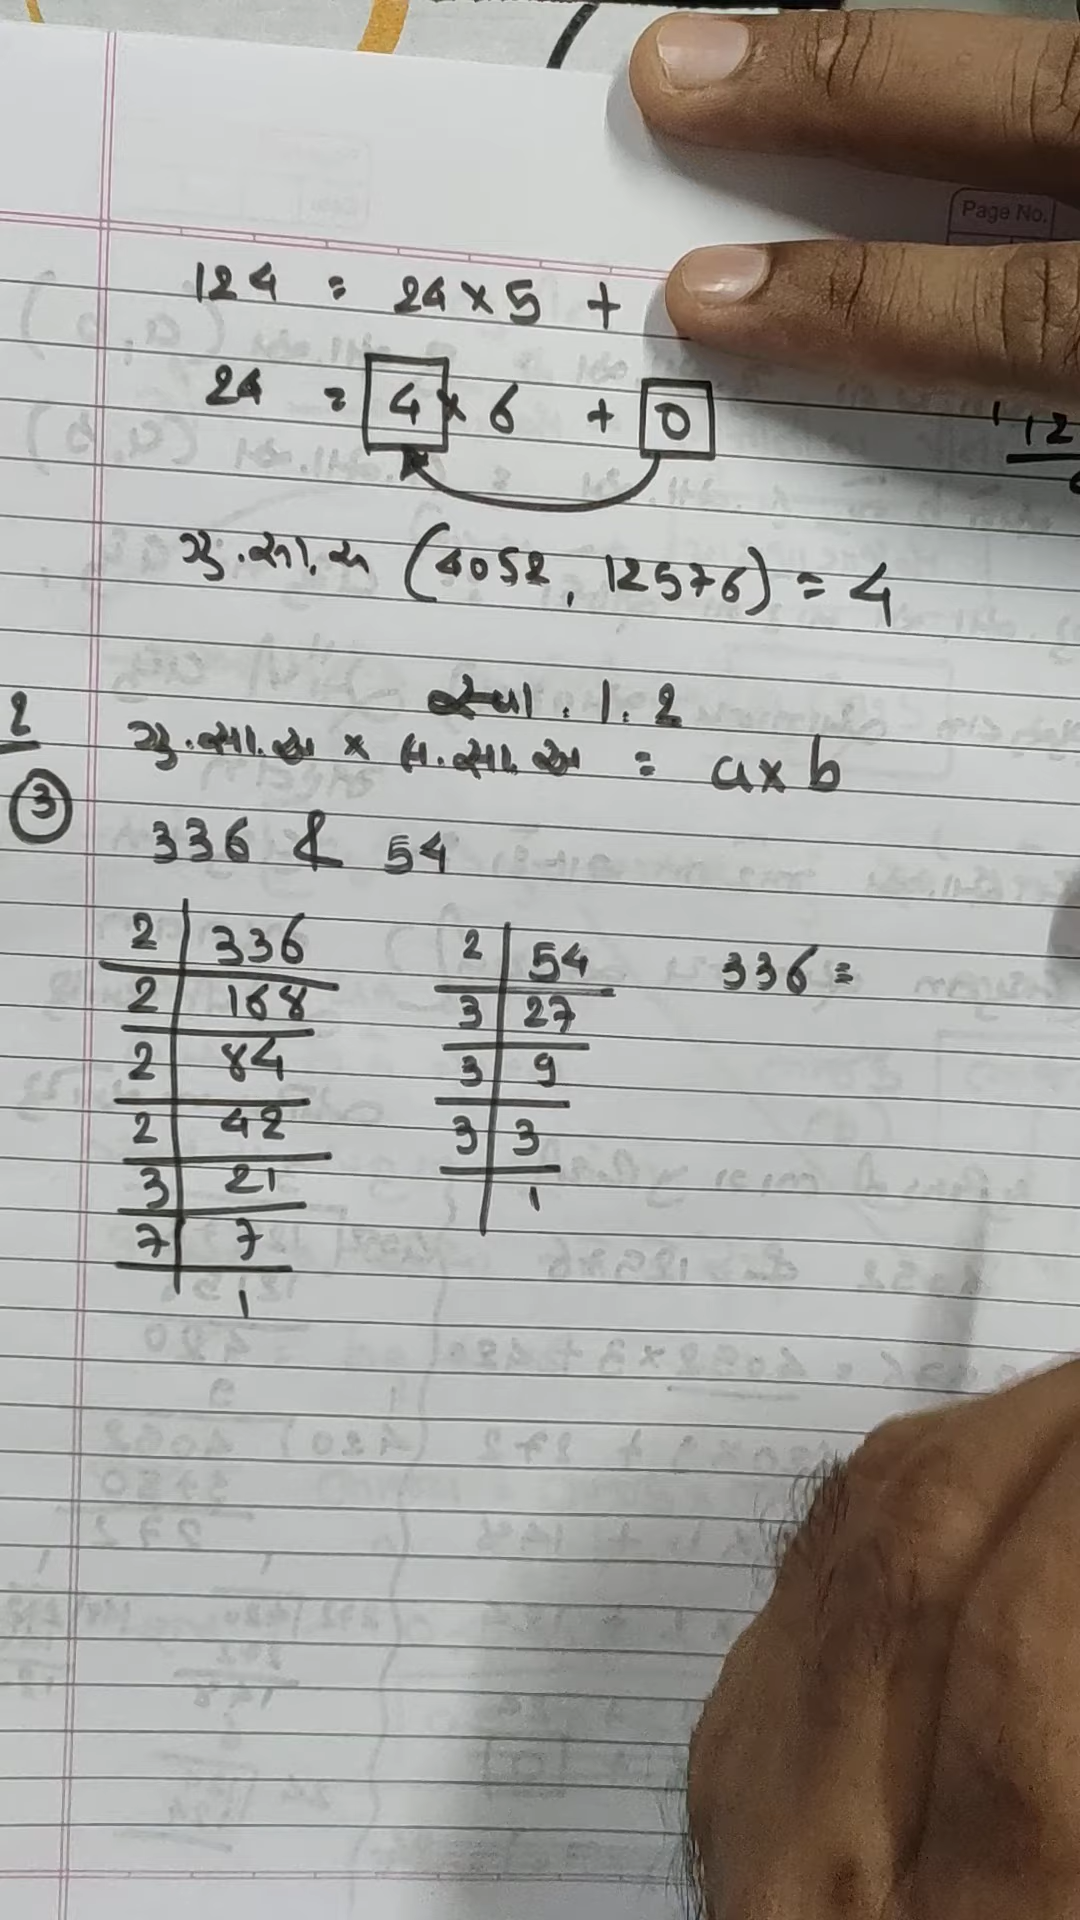 Page No.
124 = 24 × 5 +
24 = 4 × 6 + 0
12
ગુ.સા.અ (4052, 12576) = 4
સ્વા. 1.2
2
ગુ.સા.અ × લ.સા.અ = a × b
③
336 & 54
2 | 336
2 | 168
2 | 84
2 | 42
3 | 21
7 | 7
1
2 | 54
3 | 27
3 | 9
3 | 3
1
336 =